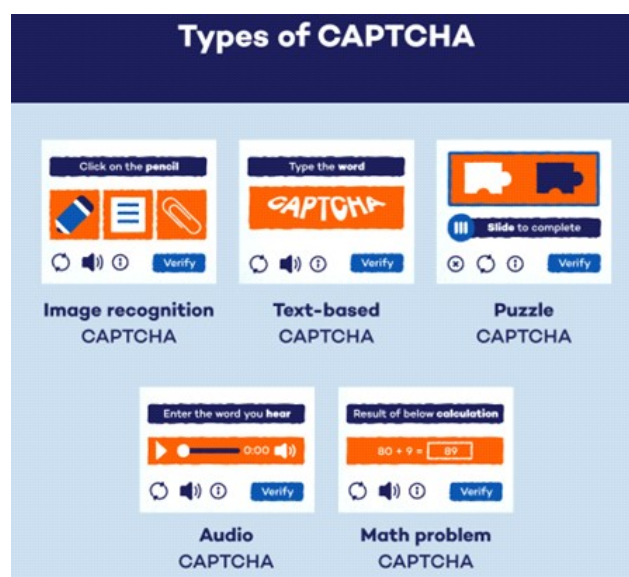 Types of CAPTCHA
Click on the pencil
Verify
Image recognition
CAPTCHA
Type the word
CAPTCHA
Verify
Text-based
CAPTCHA
Slide to complete
Verify
Puzzle
CAPTCHA
Enter the word you hear
0:00
Verify
Audio
CAPTCHA
Result of below calculation
80 + 9 = 89
Verify
Math problem
CAPTCHA